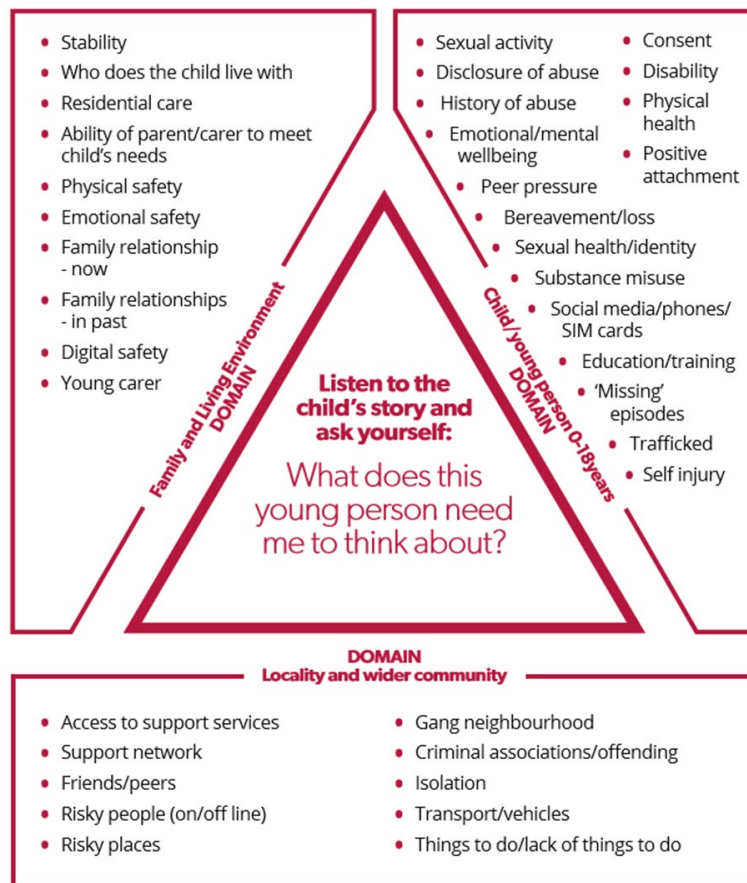 • Stability
• Who does the child live with
• Residential care
• Ability of parent/carer to meet
child's needs
• Physical safety
• Emotional safety
• Family relationship
- now
• Family relationships
- in past
• Digital safety
• Young carer
Family and Living Environment
DOMAIN
• Sexual activity
• Disclosure of abuse
• History of abuse
• Emotional/mental
wellbeing
• Peer pressure
• Bereavement/loss
• Sexual health/identity
• Substance misuse
• Social media/phones/
SIM cards
• Education/training
• ‘Missing’
episodes
• Trafficked
• Self injury
• Consent
• Disability
• Physical
health
• Positive
attachment
Child/young person 0-18years
DOMAIN
Listen to the
child's story and
ask yourself:
What does this
young person need
me to think about?
DOMAIN
Locality and wider community
• Access to support services
• Support network
• Friends/peers
• Risky people (on/off line)
• Risky places
• Gang neighbourhood
• Criminal associations/offending
• Isolation
• Transport/vehicles
• Things to do/lack of things to do